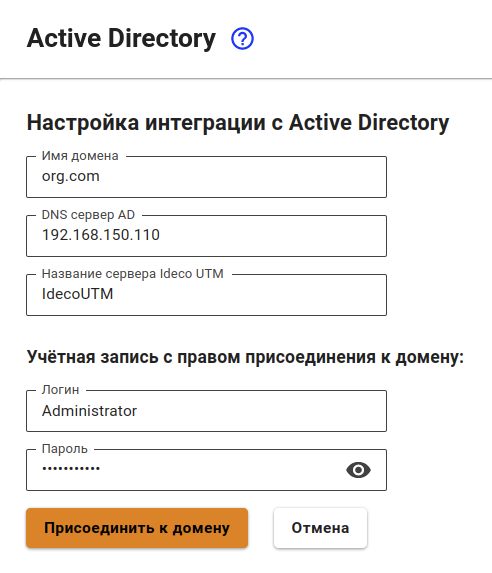 Active Directory
Настройка интеграции с Active Directory
Имя домена
org.com
DNS сервер AD
192.168.150.110
Название сервера Ideco UTM
IdecoUTM
Учётная запись с правом присоединения к домену:
Логин
Administrator
Пароль
•••••••••••
Присоединить к домену
Отмена